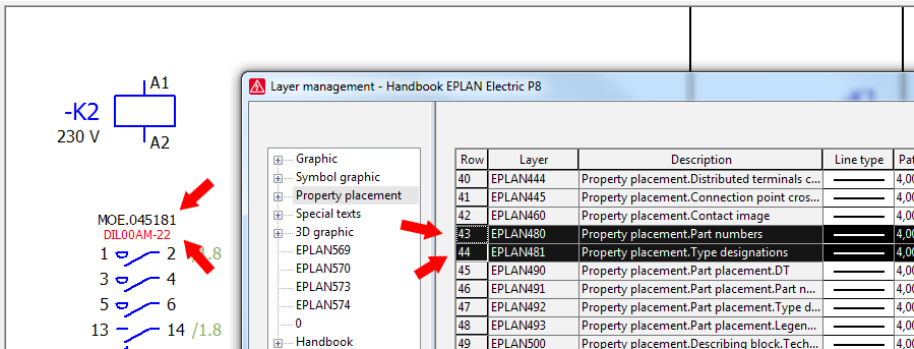 A1
-K2
230 V
A2
MOE.045181
DIL00AM-22
1 2 /1.8
3 4
5 6
13 14 /1.8
Layer management - Handbook EPLAN Electric P8
Graphic
Symbol graphic
Property placement
Special texts
3D graphic
EPLAN569
EPLAN570
EPLAN573
EPLAN574
0
Handbook
Row Layer Description Line type Pat
40 EPLAN444 Property placement.Distributed terminals c... 4,00
41 EPLAN445 Property placement.Connection point cros... 4,00
42 EPLAN460 Property placement.Contact image 4,00
43 EPLAN480 Property placement.Part numbers 4,00
44 EPLAN481 Property placement.Type designations 4,00
45 EPLAN490 Property placement.Part placement.DT 4,00
46 EPLAN491 Property placement.Part placement.Part n... 4,00
47 EPLAN492 Property placement.Part placement.Type d... 4,00
48 EPLAN493 Property placement.Part placement.Legen... 4,00
49 EPLAN500 Property placement.Describing block.Tech... 4,00